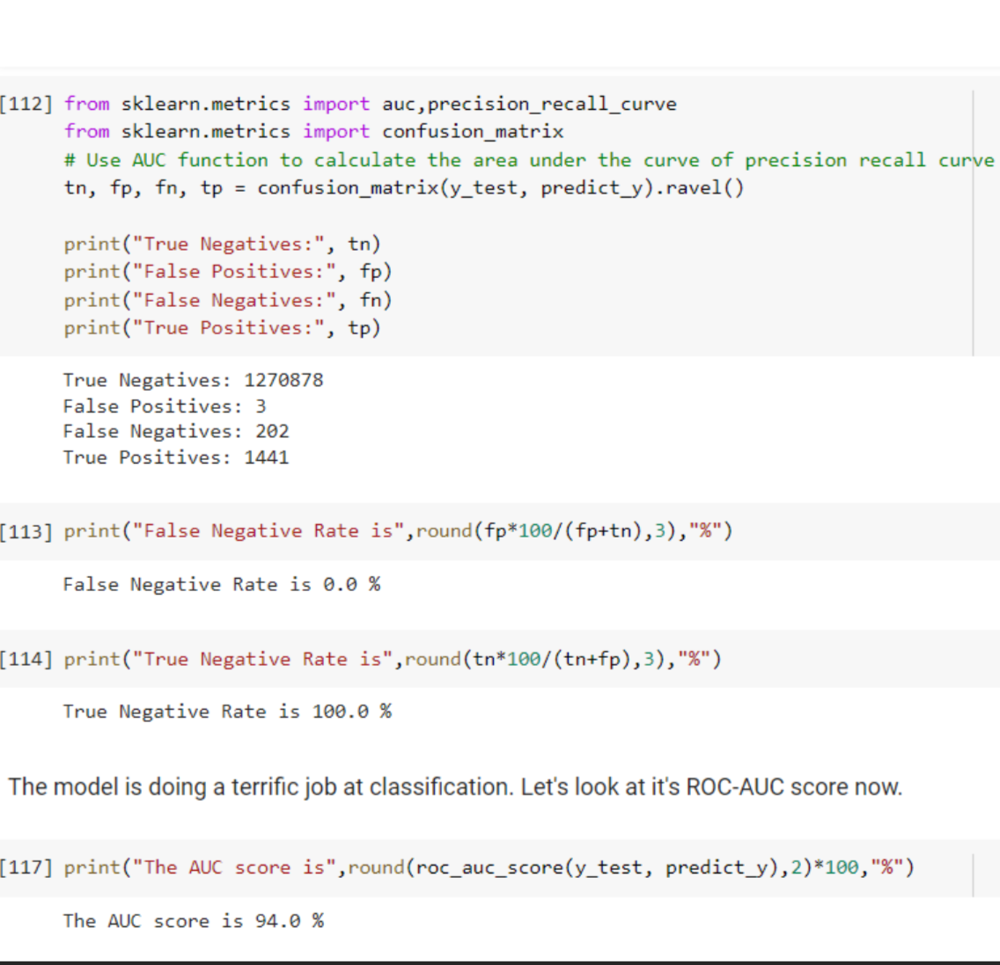 [112] from sklearn.metrics import auc,precision_recall_curve
from sklearn.metrics import confusion_matrix
# Use AUC function to calculate the area under the curve of precision recall curve
tn, fp, fn, tp = confusion_matrix(y_test, predict_y).ravel()
print("True Negatives:", tn)
print("False Positives:", fp)
print("False Negatives:", fn)
print("True Positives:", tp)
True Negatives: 1270878
False Positives: 3
False Negatives: 202
True Positives: 1441
[113] print("False Negative Rate is",round(fp*100/(fp+tn),3),"%")
False Negative Rate is 0.0 %
[114] print("True Negative Rate is",round(tn*100/(tn+fp),3),"%")
True Negative Rate is 100.0 %
The model is doing a terrific job at classification. Let's look at it's ROC-AUC score now.
[117] print("The AUC score is",round(roc_auc_score(y_test, predict_y),2)*100,"%")
The AUC score is 94.0 %